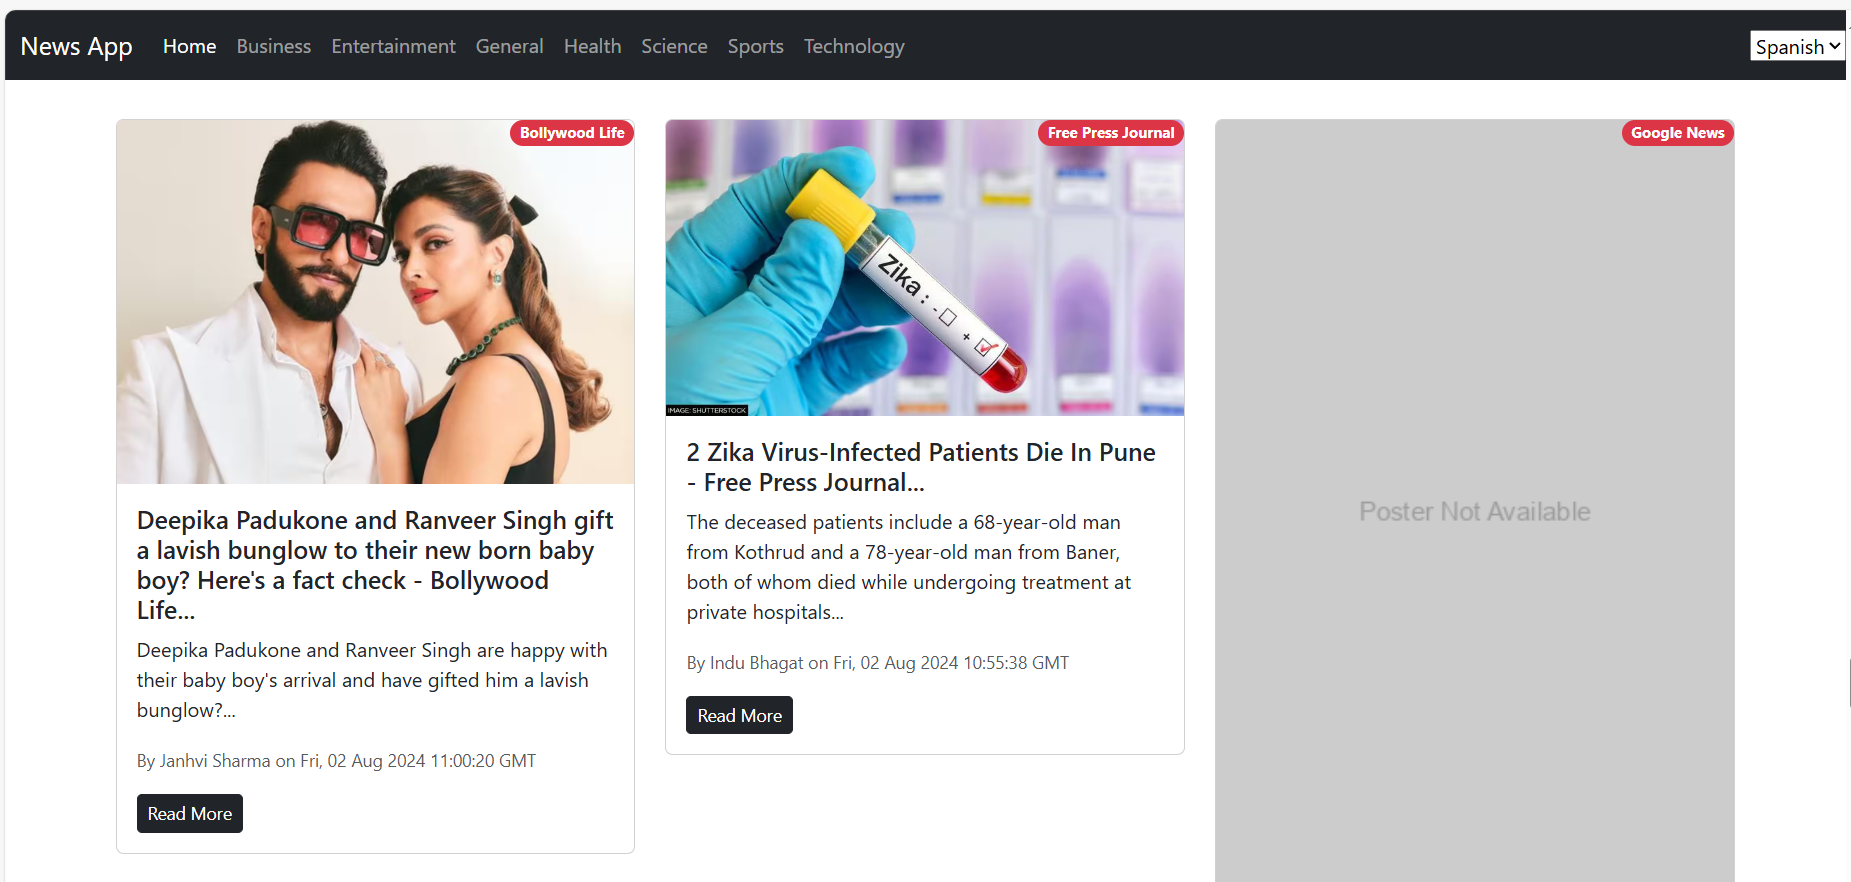 News App Home Business Entertainment General Health Science Sports Technology Spanish
Bollywood Life
Deepika Padukone and Ranveer Singh gift
a lavish bunglow to their new born baby
boy? Here's a fact check - Bollywood
Life...
Deepika Padukone and Ranveer Singh are happy with
their baby boy's arrival and have gifted him a lavish
bunglow?...
By Janhvi Sharma on Fri, 02 Aug 2024 11:00:20 GMT
Read More
Free Press Journal
Zika : -
+
IMAGE: SHUTTERSTOCK
2 Zika Virus-Infected Patients Die In Pune
- Free Press Journal...
The deceased patients include a 68-year-old man
from Kothrud and a 78-year-old man from Baner,
both of whom died while undergoing treatment at
private hospitals...
By Indu Bhagat on Fri, 02 Aug 2024 10:55:38 GMT
Read More
Google News
Poster Not Available